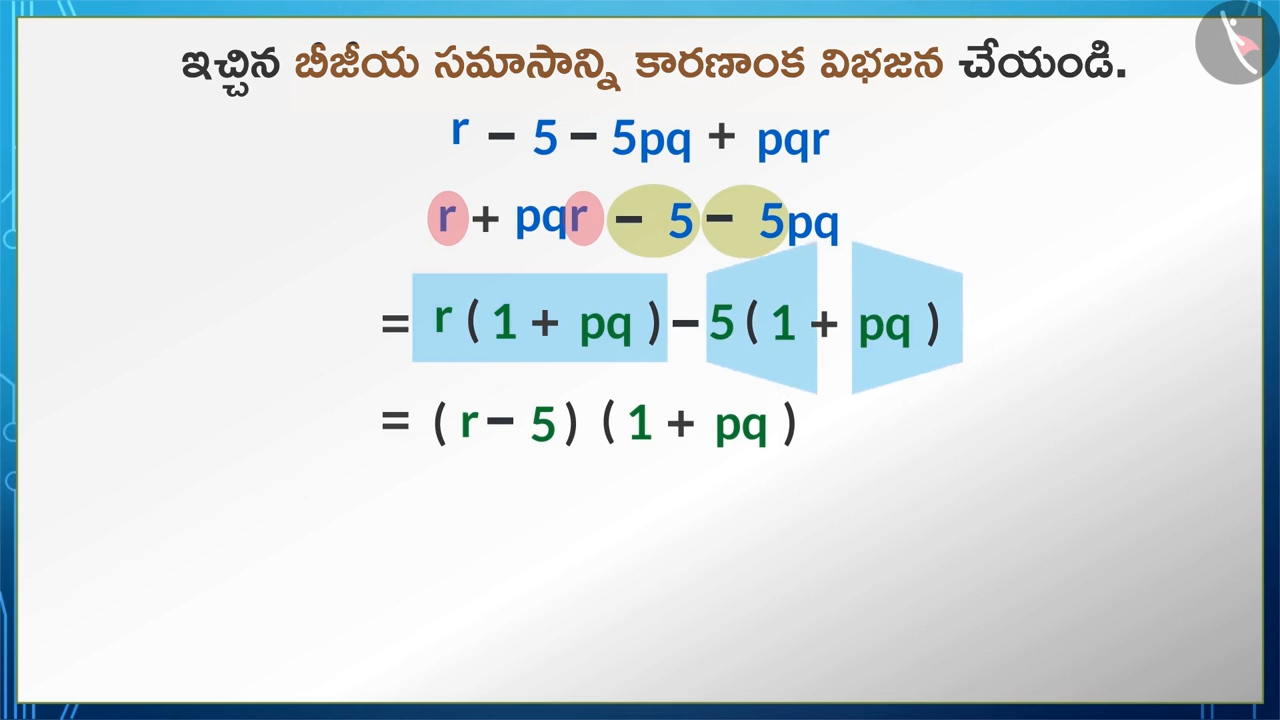 ఇచ్చిన బీజీయ సమాసాన్ని కారణాంక విభజన చేయండి.
r − 5 − 5pq + pqr
r + pqr − 5 − 5pq
= r ( 1 + pq ) − 5 ( 1 + pq )
= ( r − 5 ) ( 1 + pq )